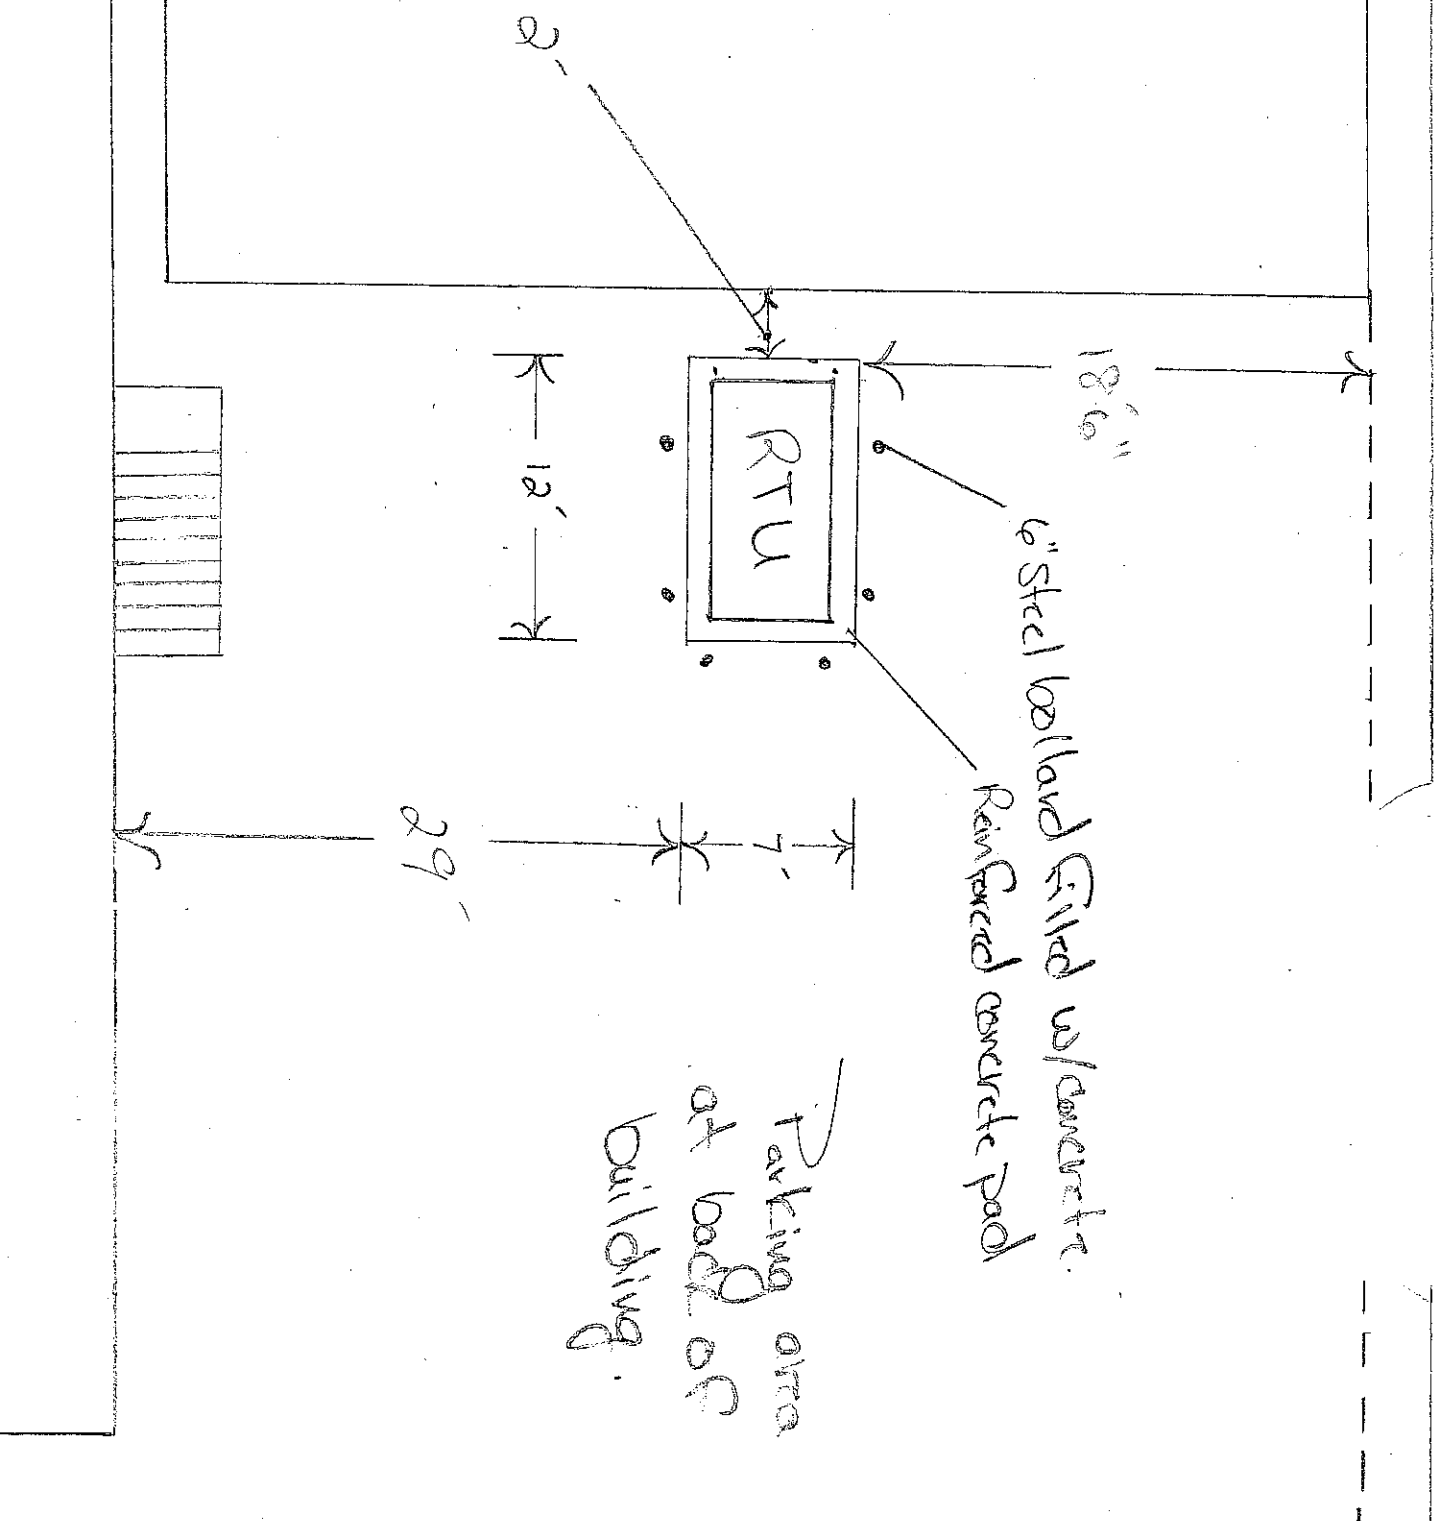 18'6"
6" Steel bollard filled w/concrete.
Reinforced concrete pad
RTU
2'
7'
12'
29'
Parking area
at back of
building.